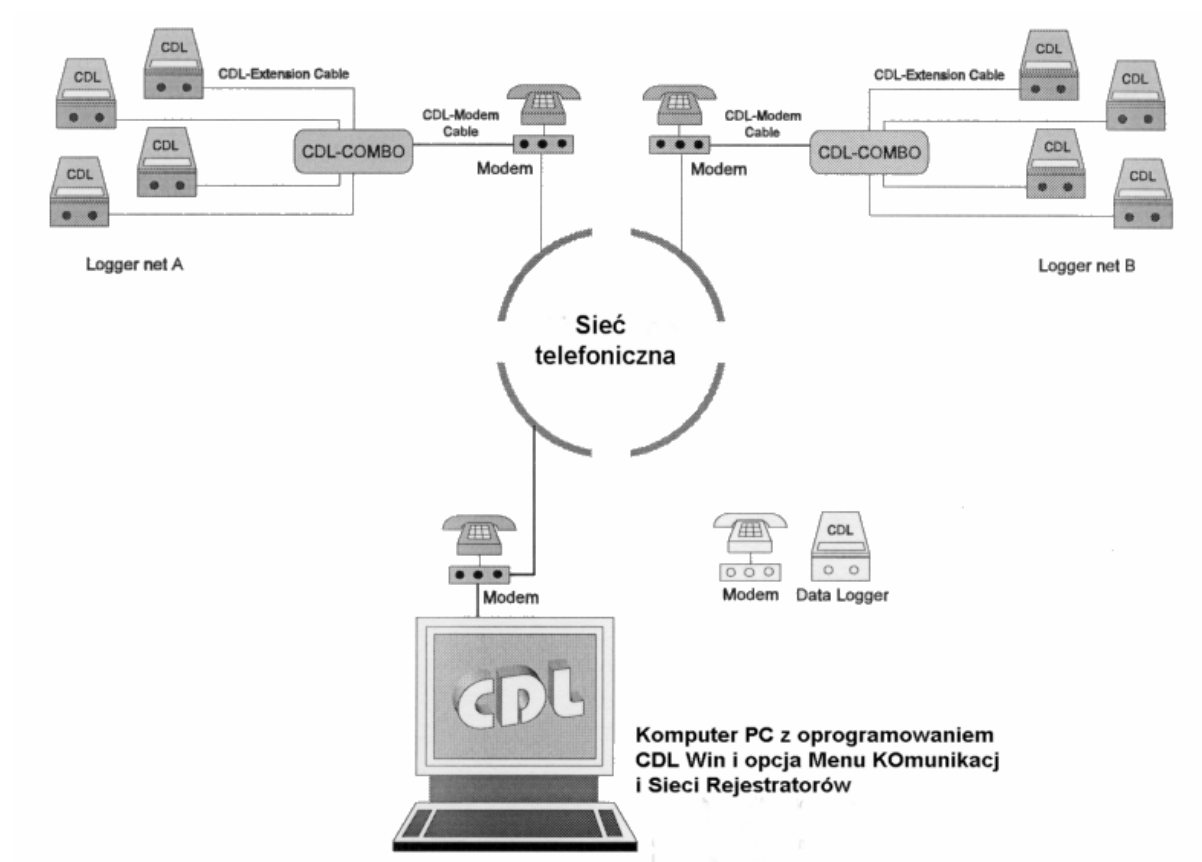 CDL
CDL
CDL
CDL
CDL-Extension Cable
CDL-COMBO
CDL-Modem
Cable
Modem
Logger net A
CDL-Extension Cable
CDL
CDL
CDL
CDL
CDL-Modem
Cable
CDL-COMBO
Modem
Logger net B
Sieć
telefoniczna
Modem
CDL
Modem
Data Logger
CDL
Komputer PC z oprogramowaniem
CDL Win i opcja Menu KOmunikacj
i Sieci Rejestratorów